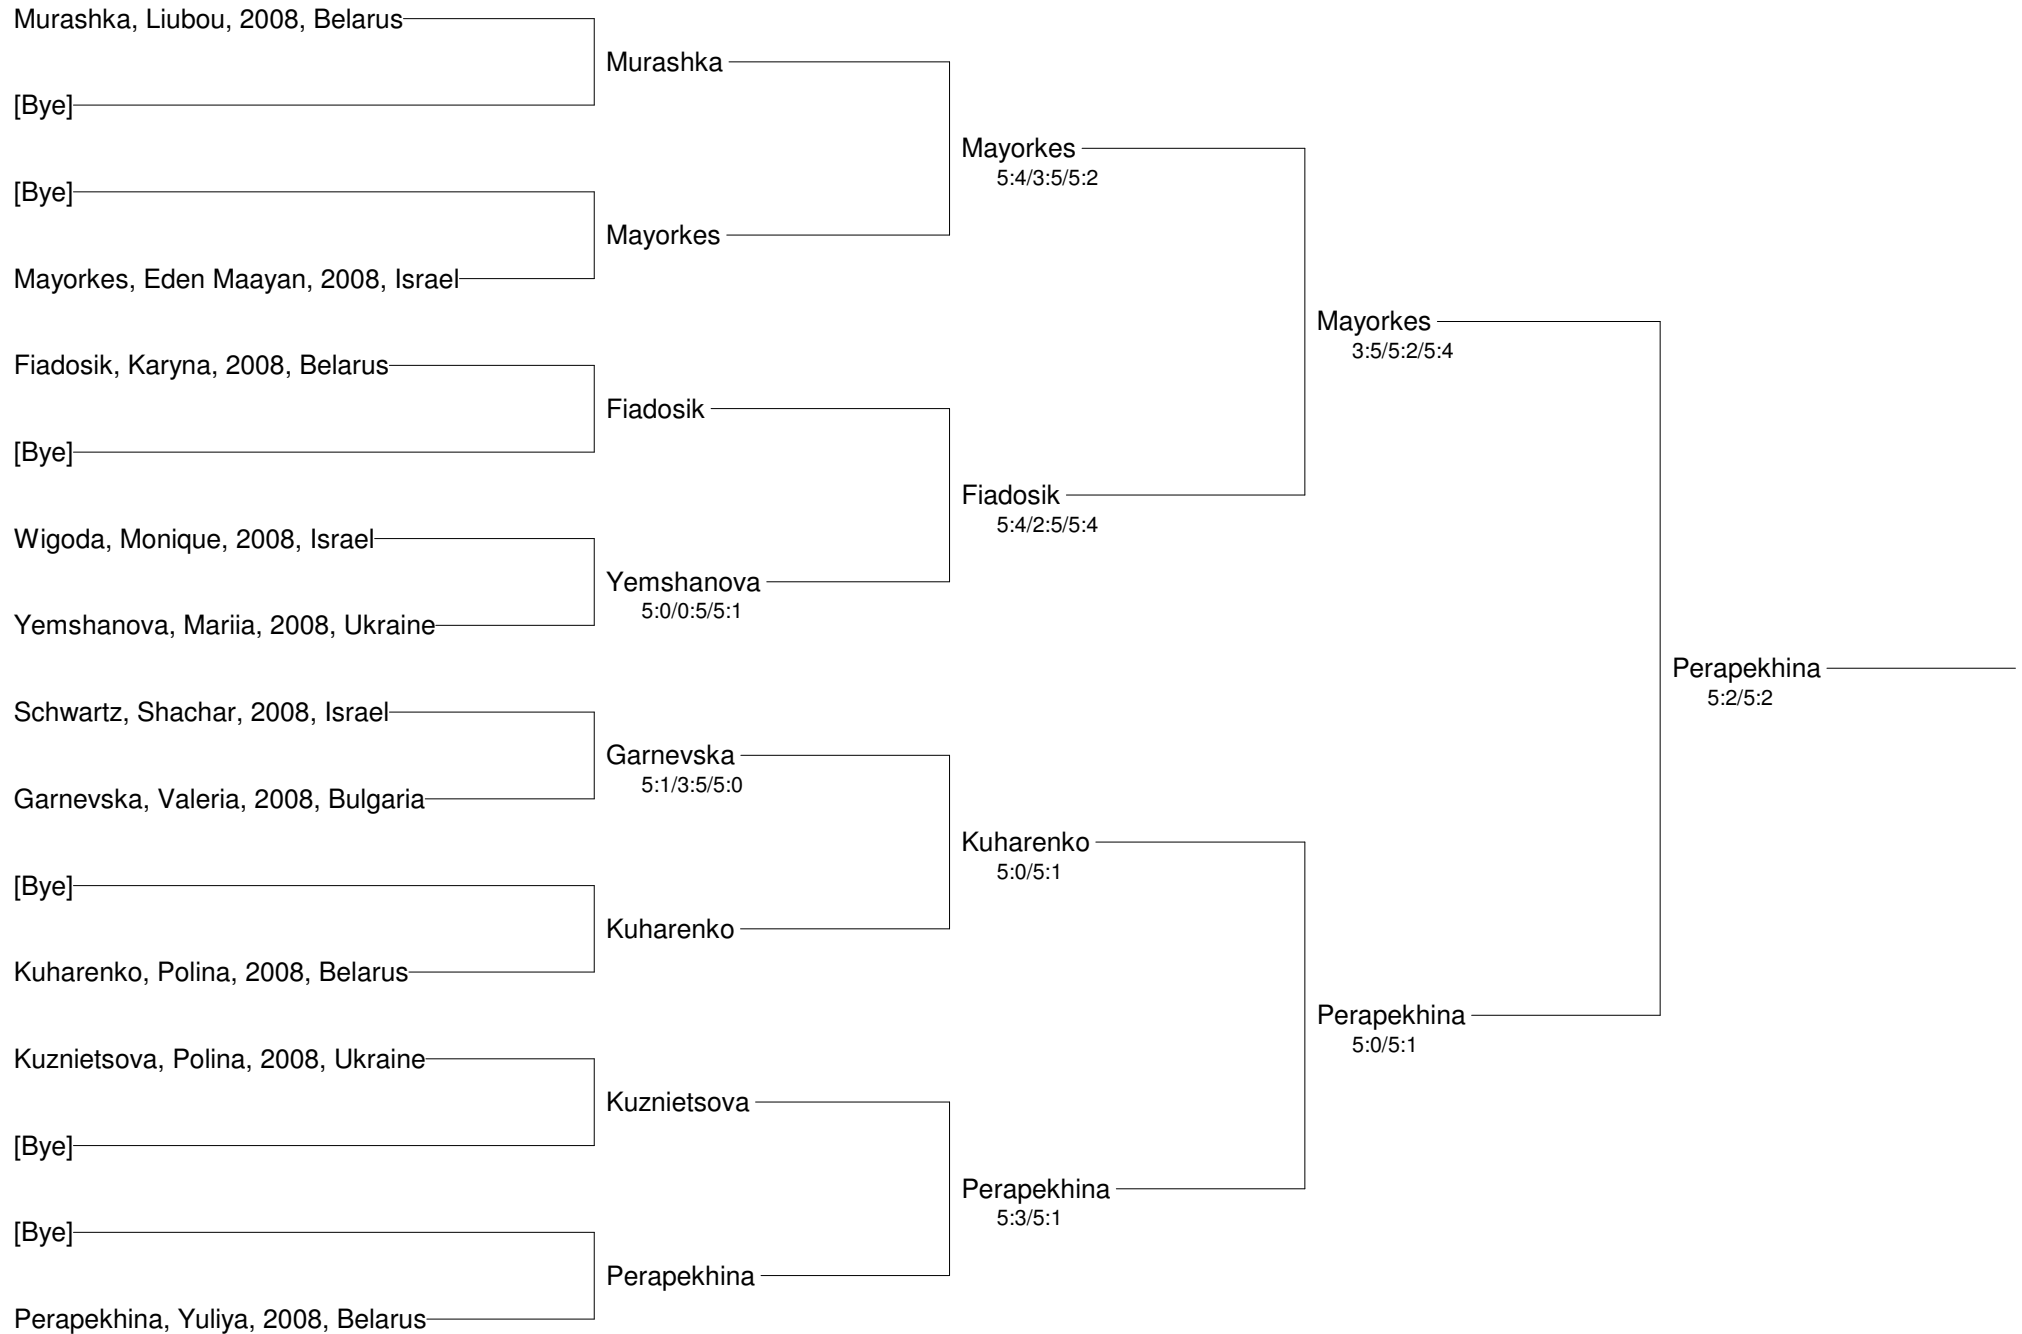 Murashka, Liubou, 2008, Belarus
Murashka
[Bye]
Mayorkes
5:4/3:5/5:2
[Bye]
Mayorkes
Mayorkes, Eden Maayan, 2008, Israel
Mayorkes
3:5/5:2/5:4
Fiadosik, Karyna, 2008, Belarus
Fiadosik
[Bye]
Fiadosik
5:4/2:5/5:4
Wigoda, Monique, 2008, Israel
Yemshanova
5:0/0:5/5:1
Yemshanova, Mariia, 2008, Ukraine
Perapekhina
5:2/5:2
Schwartz, Shachar, 2008, Israel
Garnevska
5:1/3:5/5:0
Garnevska, Valeria, 2008, Bulgaria
Kuharenko
5:0/5:1
[Bye]
Kuharenko
Kuharenko, Polina, 2008, Belarus
Perapekhina
5:0/5:1
Kuznietsova, Polina, 2008, Ukraine
Kuznietsova
[Bye]
Perapekhina
5:3/5:1
[Bye]
Perapekhina
Perapekhina, Yuliya, 2008, Belarus